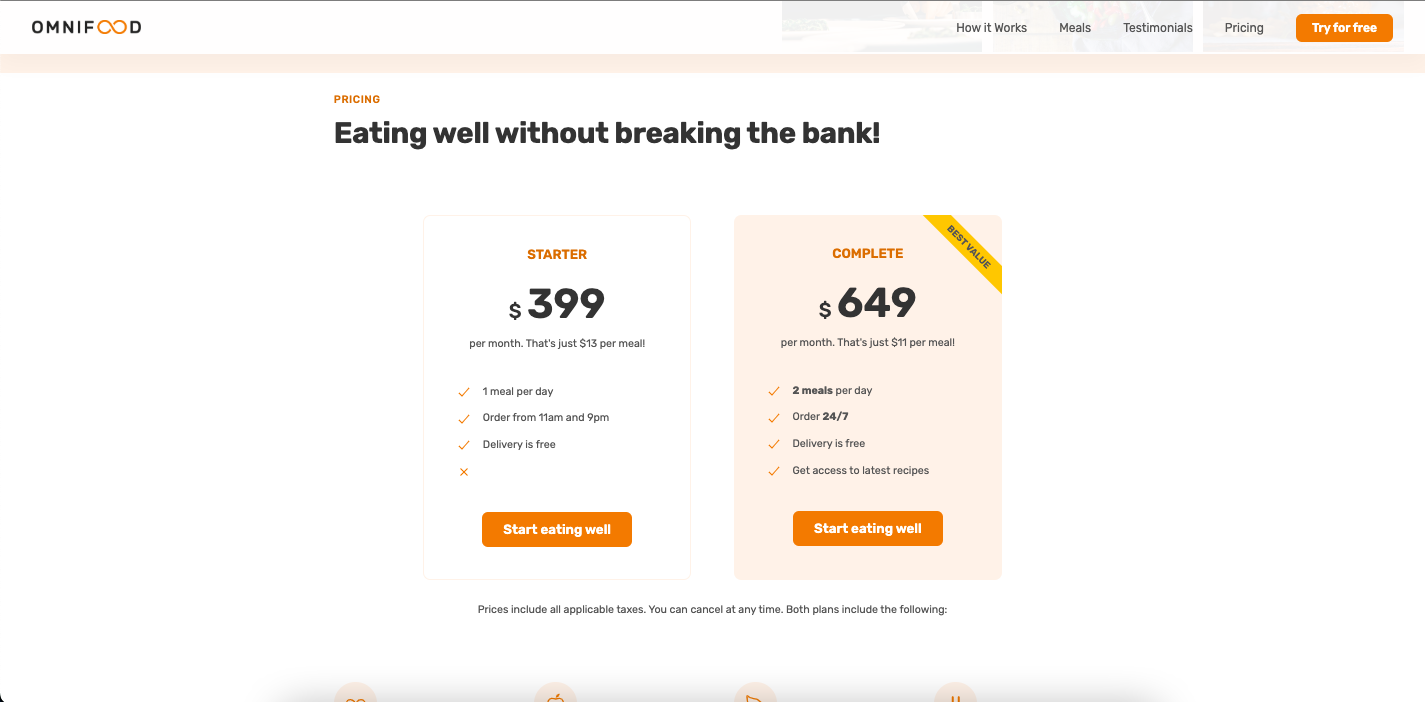 OMNIFOOD
How it Works
Meals
Testimonials
Pricing
Try for free
PRICING
Eating well without breaking the bank!
STARTER
$ 399
per month. That's just $13 per meal!
1 meal per day
Order from 11am and 9pm
Delivery is free
Start eating well
BEST VALUE
COMPLETE
$ 649
per month. That's just $11 per meal!
2 meals per day
Order 24/7
Delivery is free
Get access to latest recipes
Start eating well
Prices include all applicable taxes. You can cancel at any time. Both plans include the following: